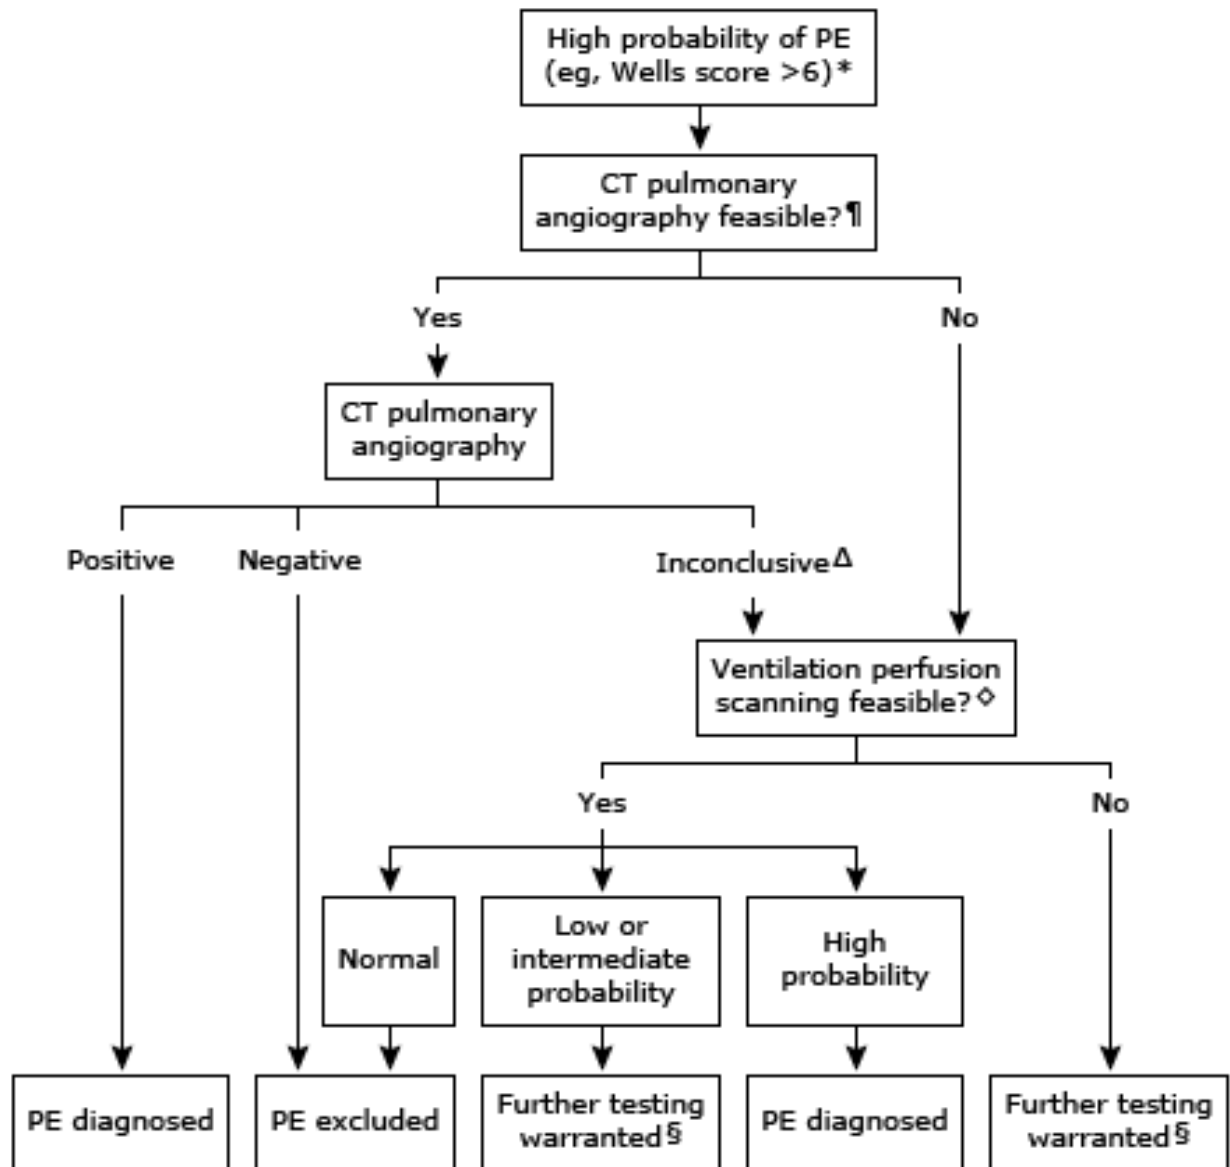 High probability of PE
(eg, Wells score >6)*
CT pulmonary
angiography feasible?¶
Yes
No
CT pulmonary
angiography
Positive
Negative
InconclusiveΔ
Ventilation perfusion
scanning feasible?◇
Yes
No
Normal
Low or
intermediate
probability
High
probability
PE diagnosed
PE excluded
Further testing
warranted§
PE diagnosed
Further testing
warranted§